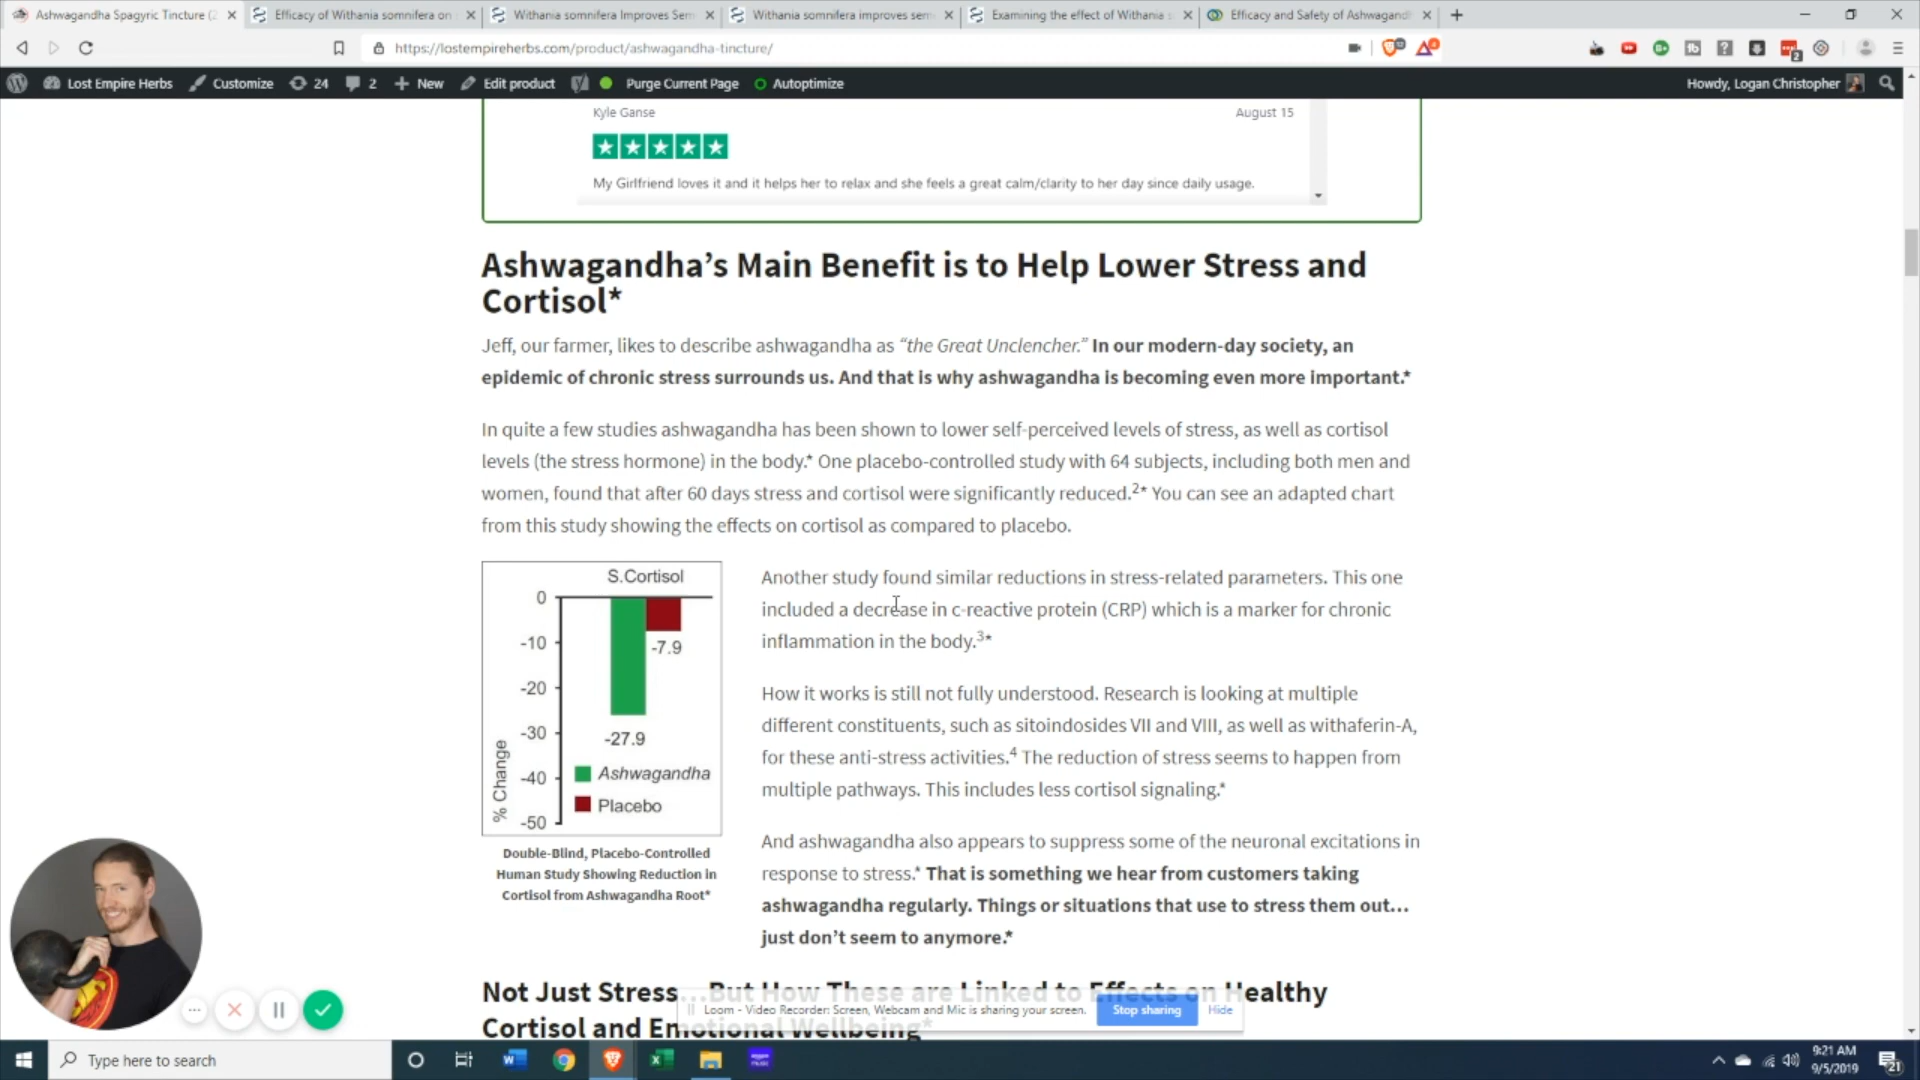 Ashwagandha Spagyric Tincture (2
Efficacy of Withania somnifera on
Withania somnifera Improves Sem
Withania somnifera improves sem
Examining the effect of Withania s
Efficacy and Safety of Ashwagandh
https://lostempireherbs.com/product/ashwagandha-tincture/
Lost Empire Herbs Customize 24 2 New Edit product Purge Current Page Autoptimize Howdy, Logan Christopher
Kyle Ganse August 15
My Girlfriend loves it and it helps her to relax and she feels a great calm/clarity to her day since daily usage.
Ashwagandha’s Main Benefit is to Help Lower Stress and
Cortisol*
Jeff, our farmer, likes to describe ashwagandha as “the Great Unclencher.” In our modern-day society, an
epidemic of chronic stress surrounds us. And that is why ashwagandha is becoming even more important.*
In quite a few studies ashwagandha has been shown to lower self-perceived levels of stress, as well as cortisol
levels (the stress hormone) in the body.* One placebo-controlled study with 64 subjects, including both men and
women, found that after 60 days stress and cortisol were significantly reduced.2* You can see an adapted chart
from this study showing the effects on cortisol as compared to placebo.
S.Cortisol
0
-10
-20
-30
-40
-50
% Change
-7.9
-27.9
Ashwagandha
Placebo
Double-Blind, Placebo-Controlled
Human Study Showing Reduction in
Cortisol from Ashwagandha Root*
Another study found similar reductions in stress-related parameters. This one
included a decrease in c-reactive protein (CRP) which is a marker for chronic
inflammation in the body.3*
How it works is still not fully understood. Research is looking at multiple
different constituents, such as sitoindosides VII and VIII, as well as withaferin-A,
for these anti-stress activities.4 The reduction of stress seems to happen from
multiple pathways. This includes less cortisol signaling.*
And ashwagandha also appears to suppress some of the neuronal excitations in
response to stress.* That is something we hear from customers taking
ashwagandha regularly. Things or situations that use to stress them out…
just don’t seem to anymore.*
Not Just Stress…But How These are Linked to Effects on Healthy
Cortisol and Emotional Wellbeing*
Loom - Video Recorder: Screen, Webcam and Mic is sharing your screen. Stop sharing Hide
Type here to search
9:21 AM
9/5/2019
21